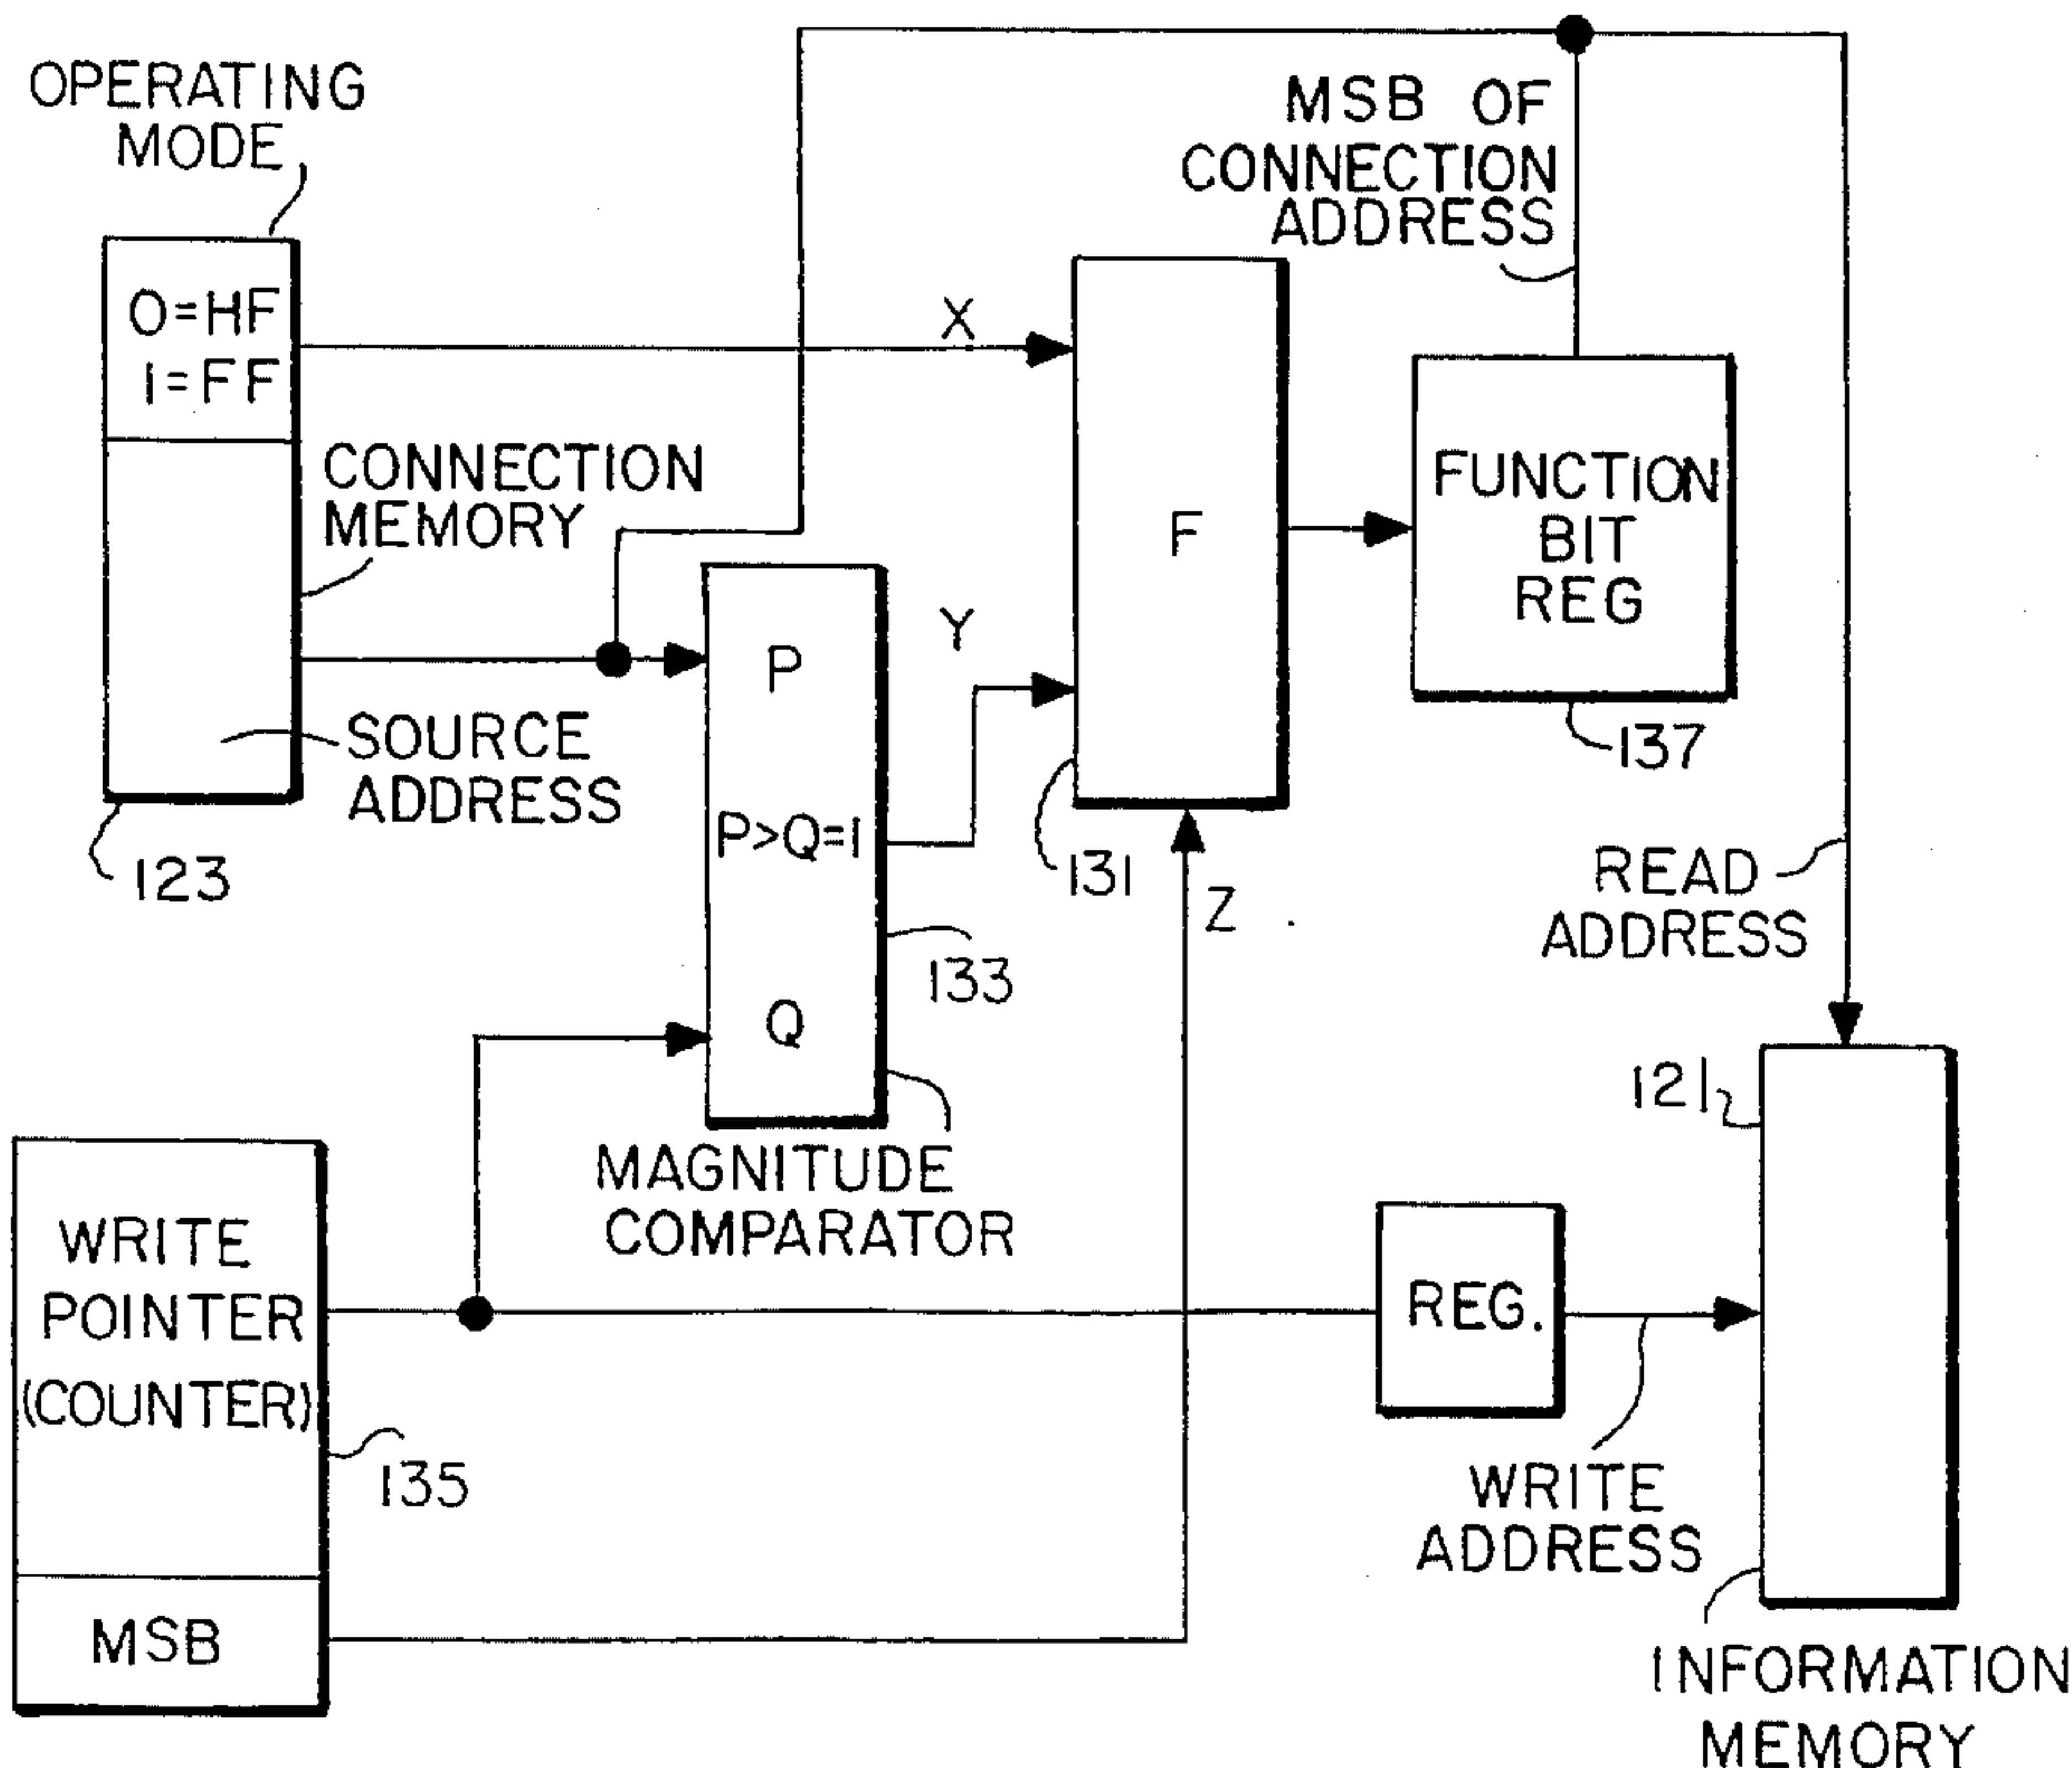 OPERATING
MODE
0=HF
1=FF
CONNECTION
MEMORY
SOURCE
ADDRESS
123
X
Y
Z
P
P>Q=1
Q
133
MAGNITUDE
COMPARATOR
F
131
MSB OF
CONNECTION
ADDRESS
FUNCTION
BIT
REG
137
READ
ADDRESS
121
WRITE
POINTER
(COUNTER)
135
MSB
REG.
WRITE
ADDRESS
INFORMATION
MEMORY